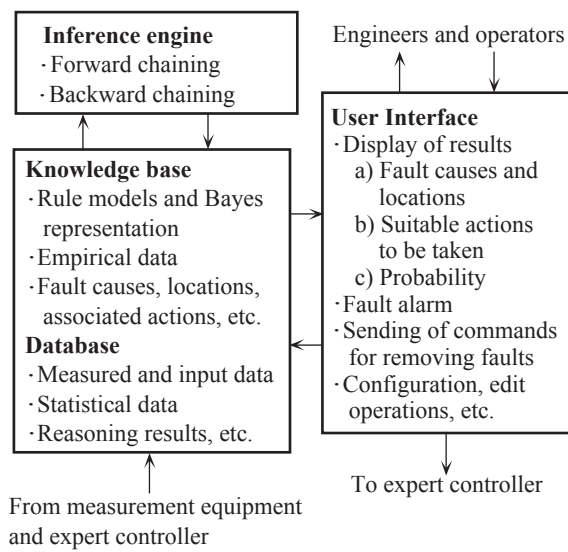 Inference engine
· Forward chaining
· Backward chaining
Knowledge base
· Rule models and Bayes
representation
· Empirical data
· Fault causes, locations,
associated actions, etc.
Database
· Measured and input data
· Statistical data
· Reasoning results, etc.
From measurement equipment
and expert controller
Engineers and operators
User Interface
· Display of results
a) Fault causes and
locations
b) Suitable actions
to be taken
c) Probability
· Fault alarm
· Sending of commands
for removing faults
· Configuration, edit
operations, etc.
To expert controller